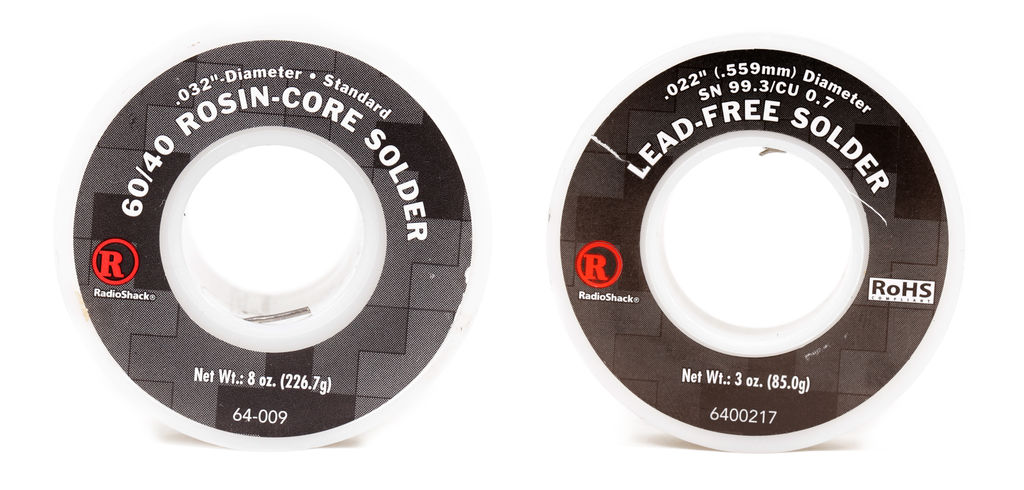 .032"-Diameter • Standard
60/40 ROSIN-CORE SOLDER
R
RadioShack®
Net Wt.: 8 oz. (226.7g)
64-009
.022" (.559mm) Diameter
SN 99.3/CU 0.7
LEAD-FREE SOLDER
R
RadioShack®
RoHS
COMPLIANT
Net Wt.: 3 oz. (85.0g)
6400217